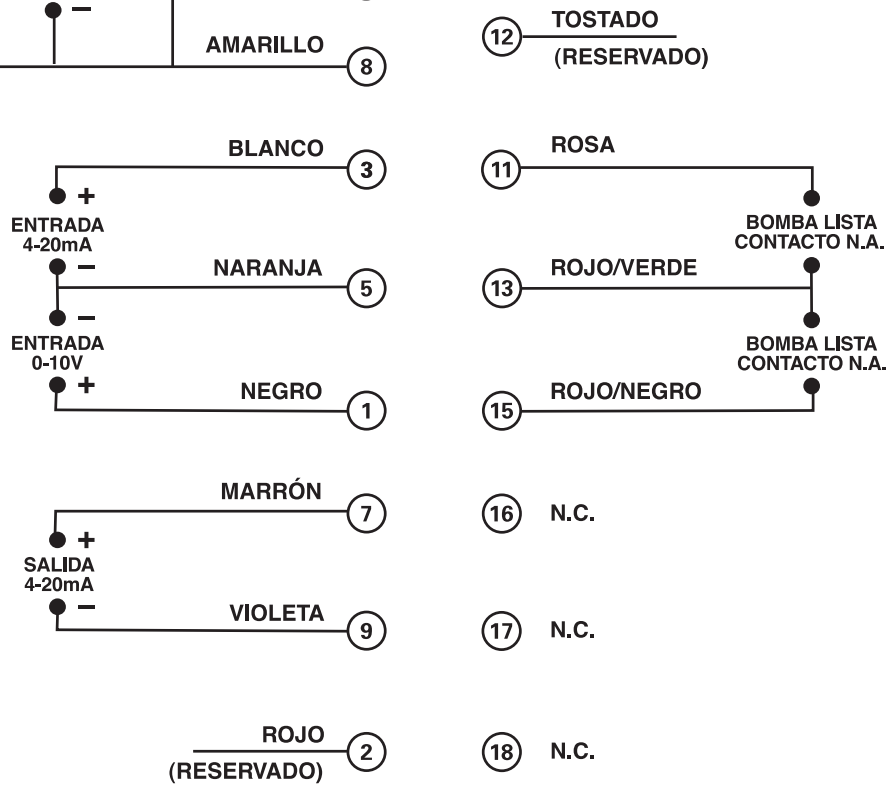 −
AMARILLO
8
12
TOSTADO
(RESERVADO)
BLANCO
3
+
ENTRADA
4-20mA
−
NARANJA
5
−
ENTRADA
0-10V
+
NEGRO
1
11
ROSA
BOMBA LISTA
CONTACTO N.A.
13
ROJO/VERDE
BOMBA LISTA
CONTACTO N.A.
15
ROJO/NEGRO
MARRÓN
7
+
SALIDA
4-20mA
−
VIOLETA
9
16
N.C.
17
N.C.
ROJO
(RESERVADO)
2
18
N.C.